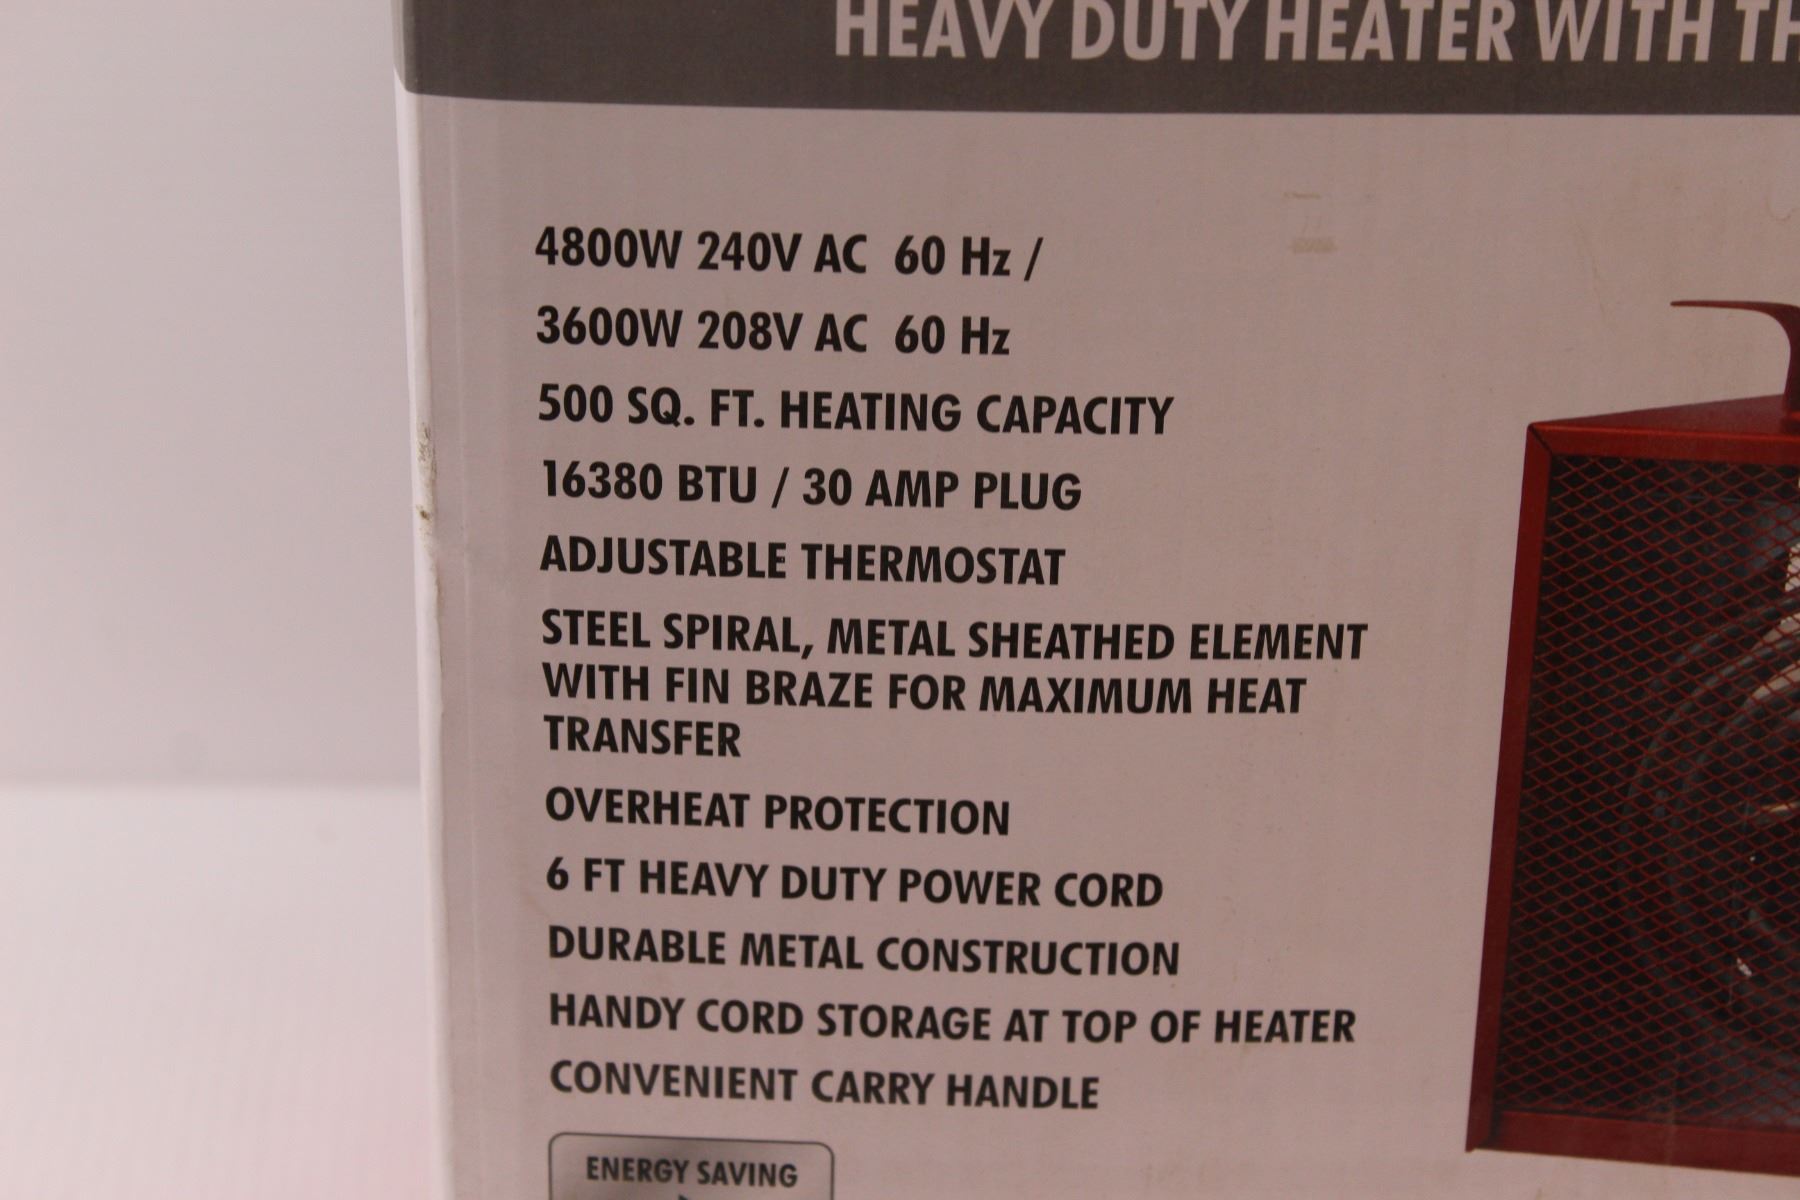 HEAVY DUTY HEATER WITH
4800W 240V AC 60 Hz /
3600W 208V AC 60 Hz
500 SQ. FT. HEATING CAPACITY
16380 BTU / 30 AMP PLUG
ADJUSTABLE THERMOSTAT
STEEL SPIRAL, METAL SHEATHED ELEMENT
WITH FIN BRAZE FOR MAXIMUM HEAT
TRANSFER
OVERHEAT PROTECTION
6 FT HEAVY DUTY POWER CORD
DURABLE METAL CONSTRUCTION
HANDY CORD STORAGE AT TOP OF HEATER
CONVENIENT CARRY HANDLE
ENERGY SAVING